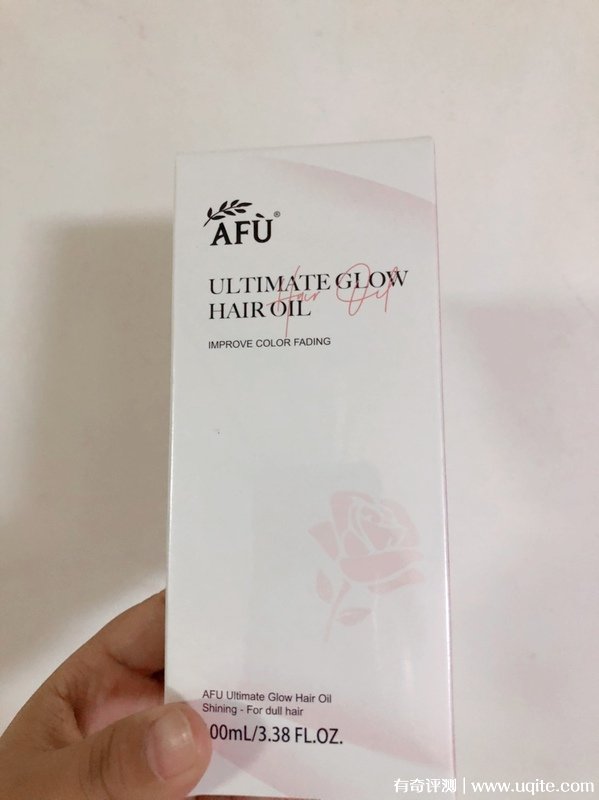 AFÙ®
ULTIMATE GLOW
HAIR OIL
Hair Oil
IMPROVE COLOR FADING
AFU Ultimate Glow Hair Oil
Shining - For dull hair
00mL/3.38 FL.OZ.
有奇评测 | www.uqite.com